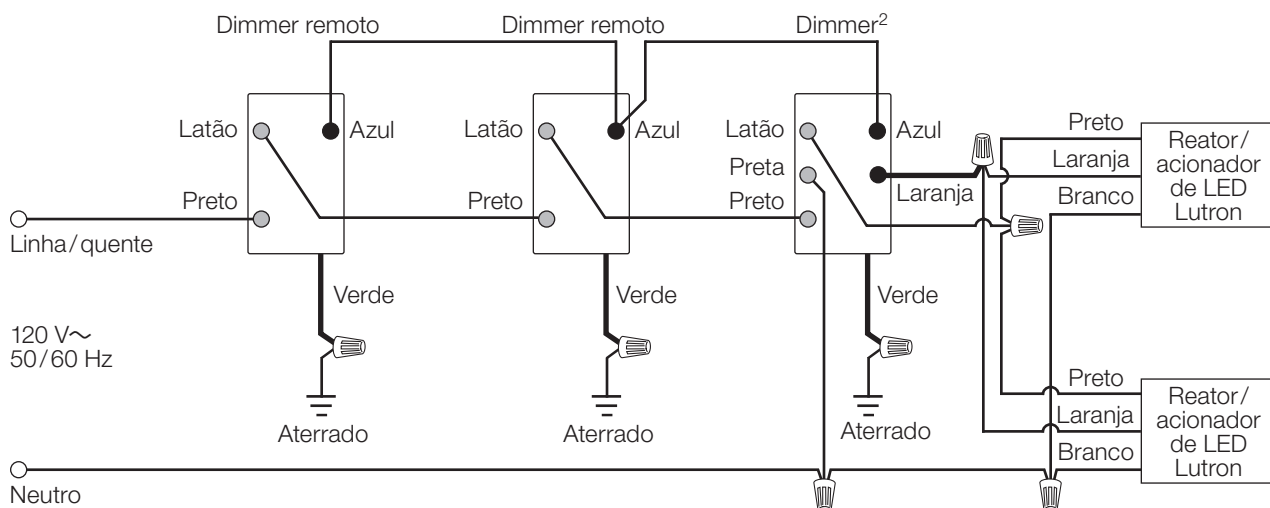 Dimmer remoto
Dimmer remoto
Dimmer²
Latão
Azul
Latão
Azul
Latão
Azul
Preto
Reator/
acionador
de LED
Lutron
Preta
Laranja
Laranja
Branco
Preto
Preto
Preto
Linha/quente
Verde
Verde
Verde
120 V~
50/60 Hz
Preto
Reator/
acionador
de LED
Lutron
Laranja
Branco
Aterrado
Aterrado
Aterrado
Neutro